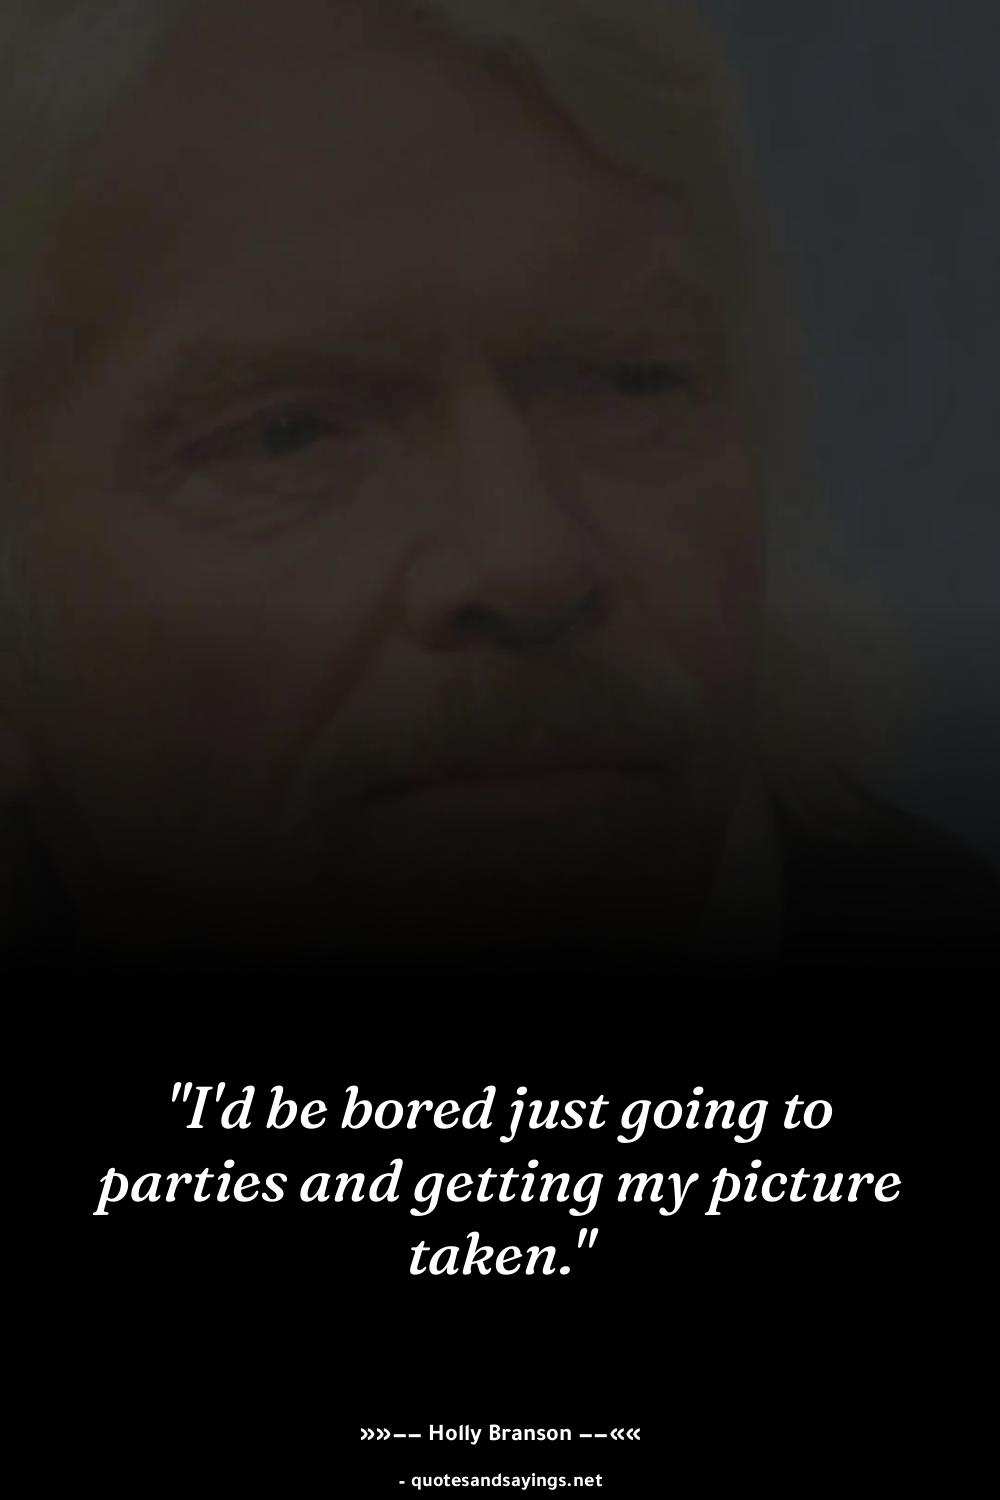 "I'd be bored just going to
parties and getting my picture
taken."
»»—— Holly Branson ——««
- quotesandsayings.net